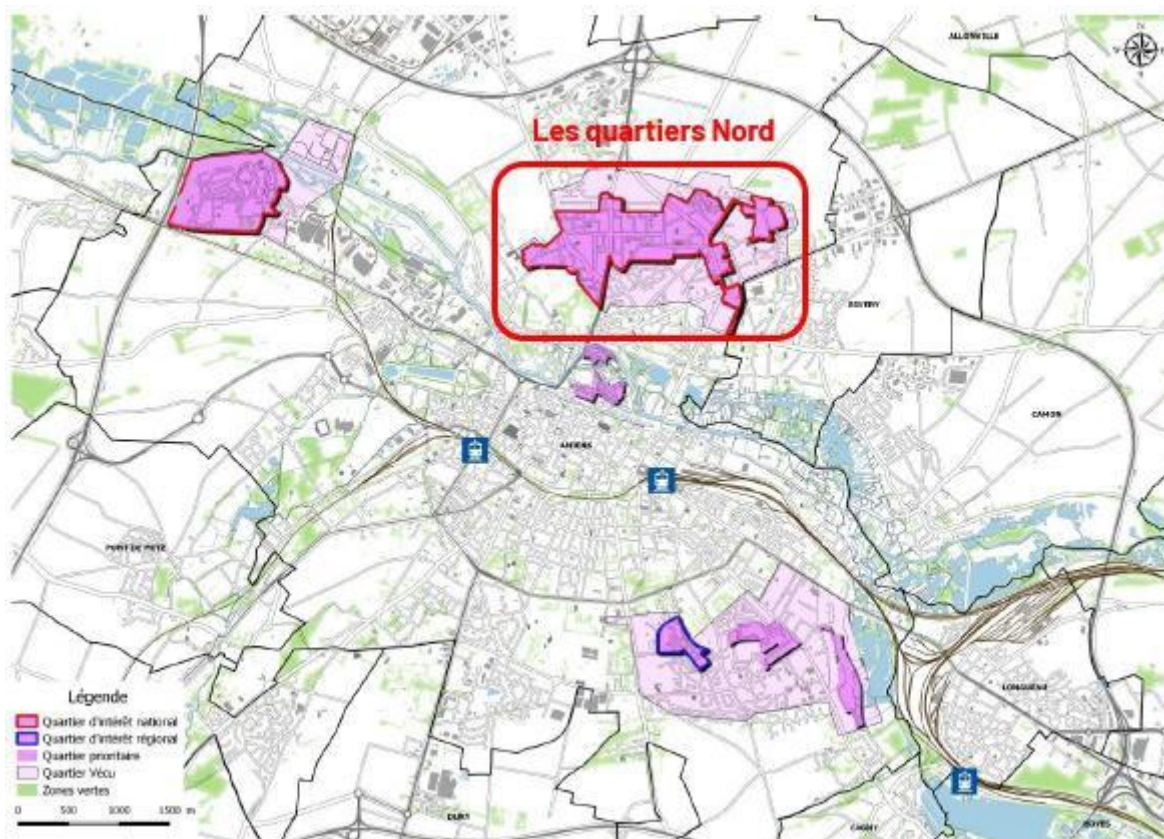 ALLONVILLE
N
Les quartiers Nord
RIVERY
CAMON
AMIENS
PONT DE METZ
LONGUEAU
Légende
Quartier d'intérêt national
Quartier d'intérêt régional
Quartier prioritaire
Quartier Vécu
Zones vertes
0 500 1000 1500 m
DURY
CAGNY
BOVES